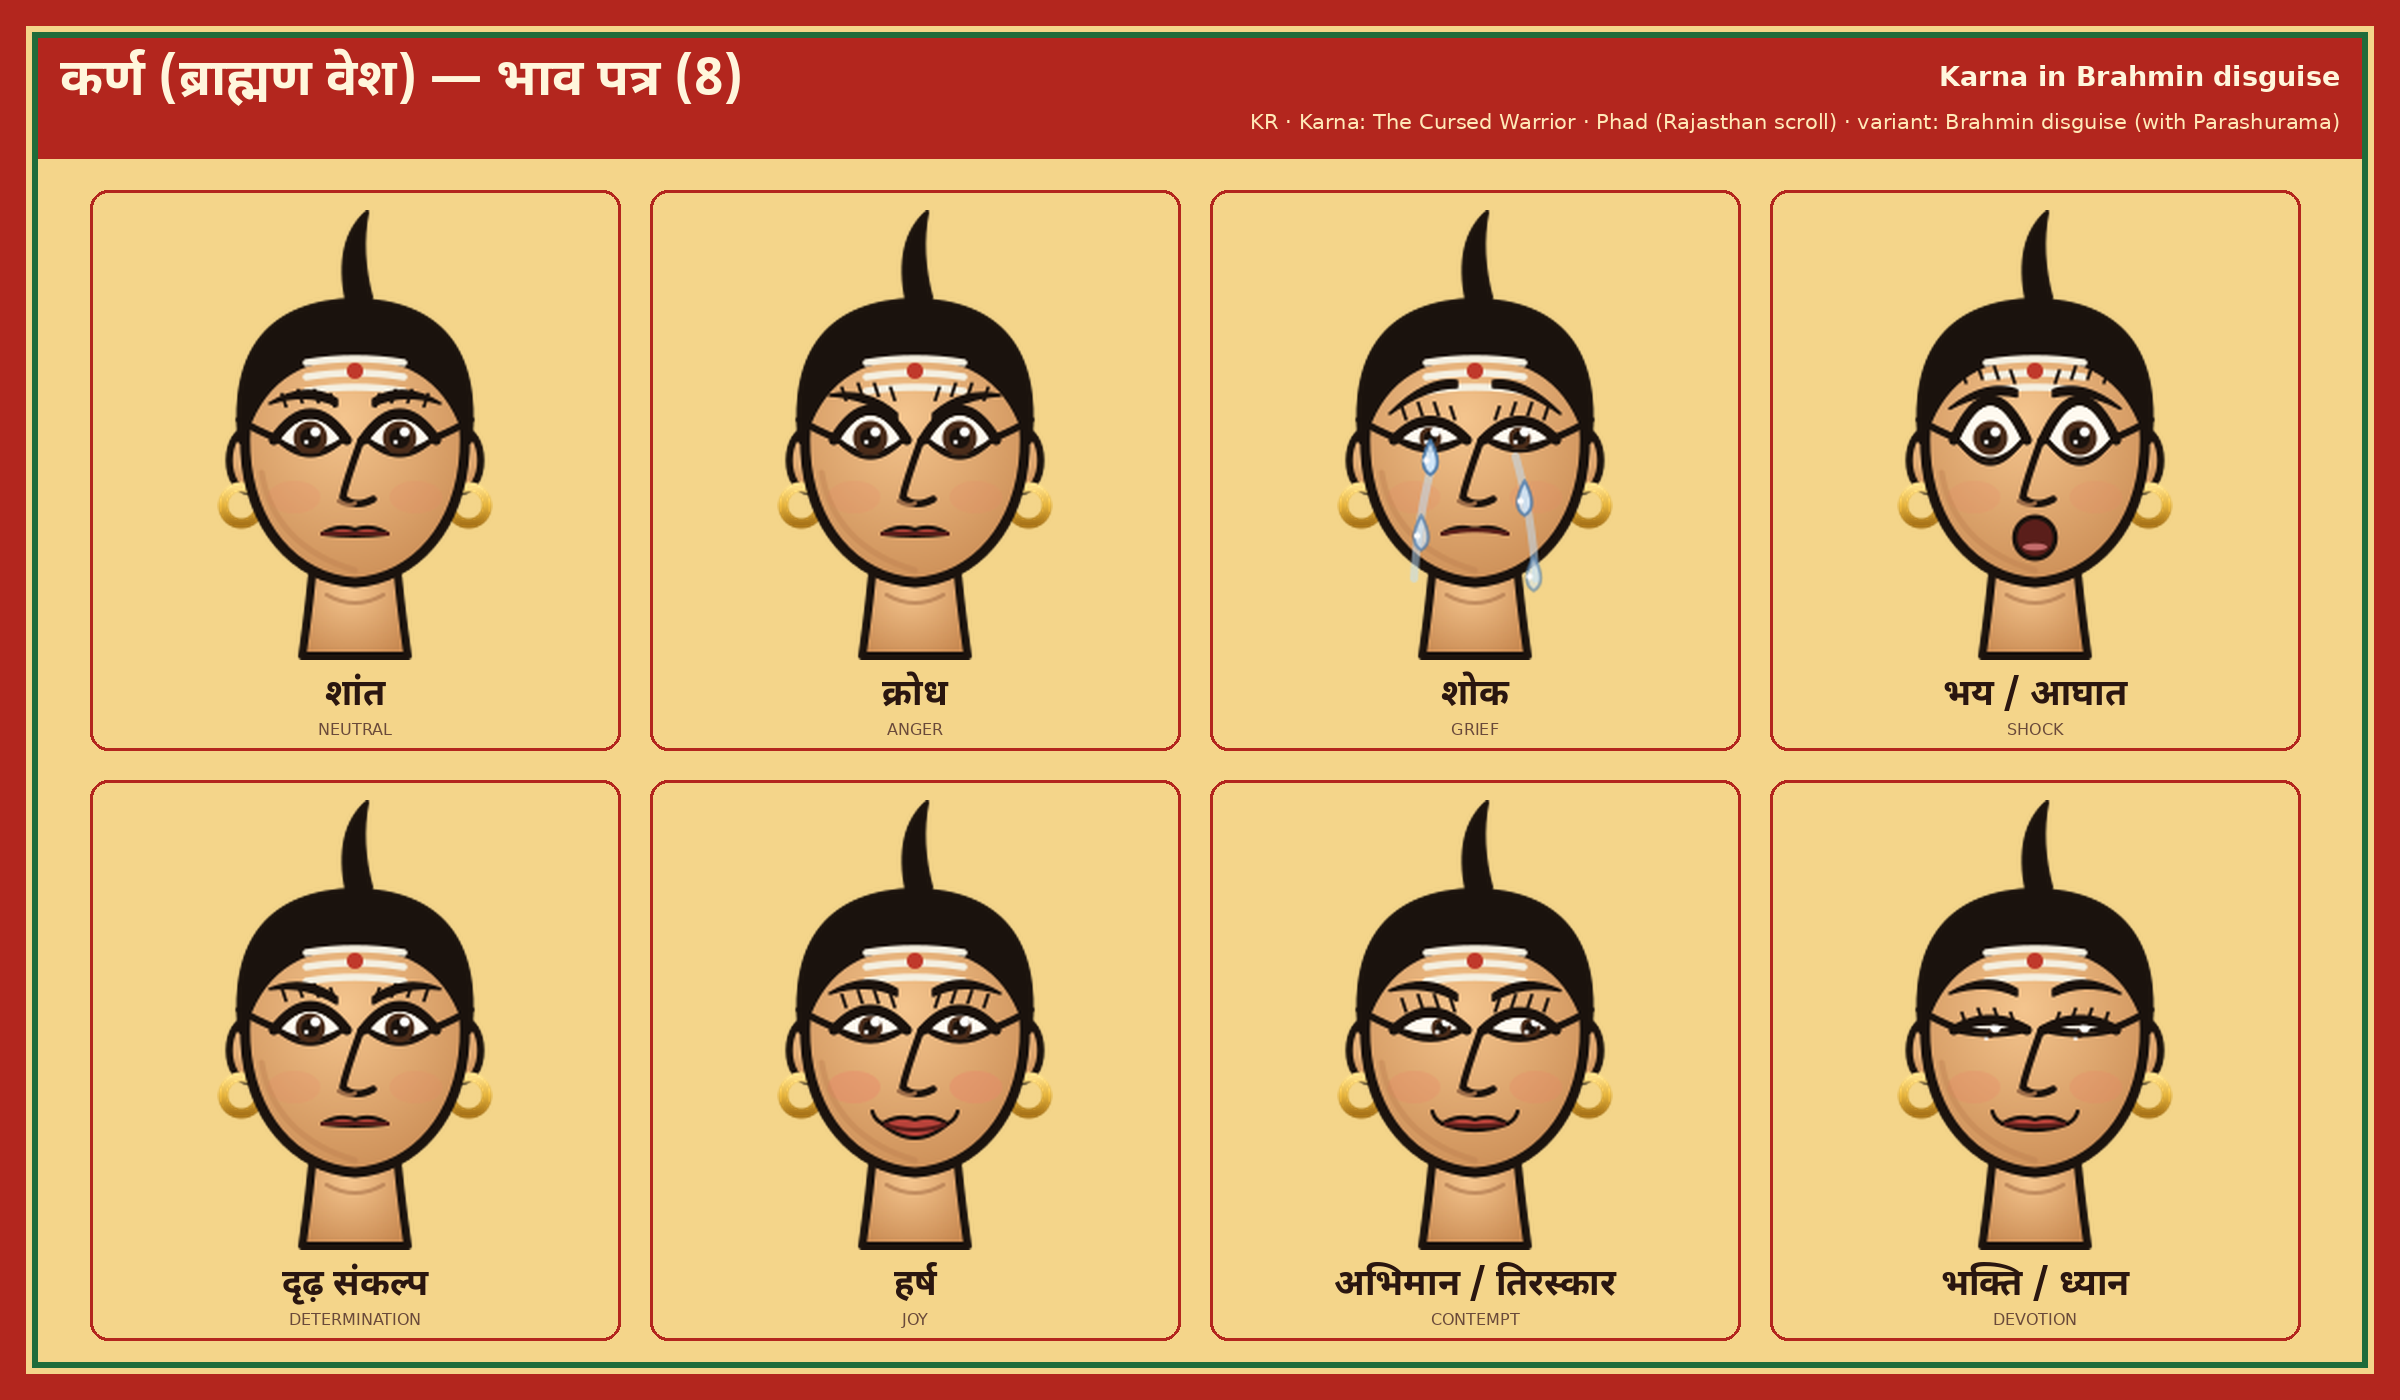 कर्ण (ब्राह्मण वेश) — भाव पत्र (8)
Karna in Brahmin disguise
KR · Karna: The Cursed Warrior · Phad (Rajasthan scroll) · variant: Brahmin disguise (with Parashurama)
शांत
NEUTRAL
क्रोध
ANGER
शोक
GRIEF
भय / आघात
SHOCK
दृढ़ संकल्प
DETERMINATION
हर्ष
JOY
अभिमान / तिरस्कार
CONTEMPT
भक्ति / ध्यान
DEVOTION